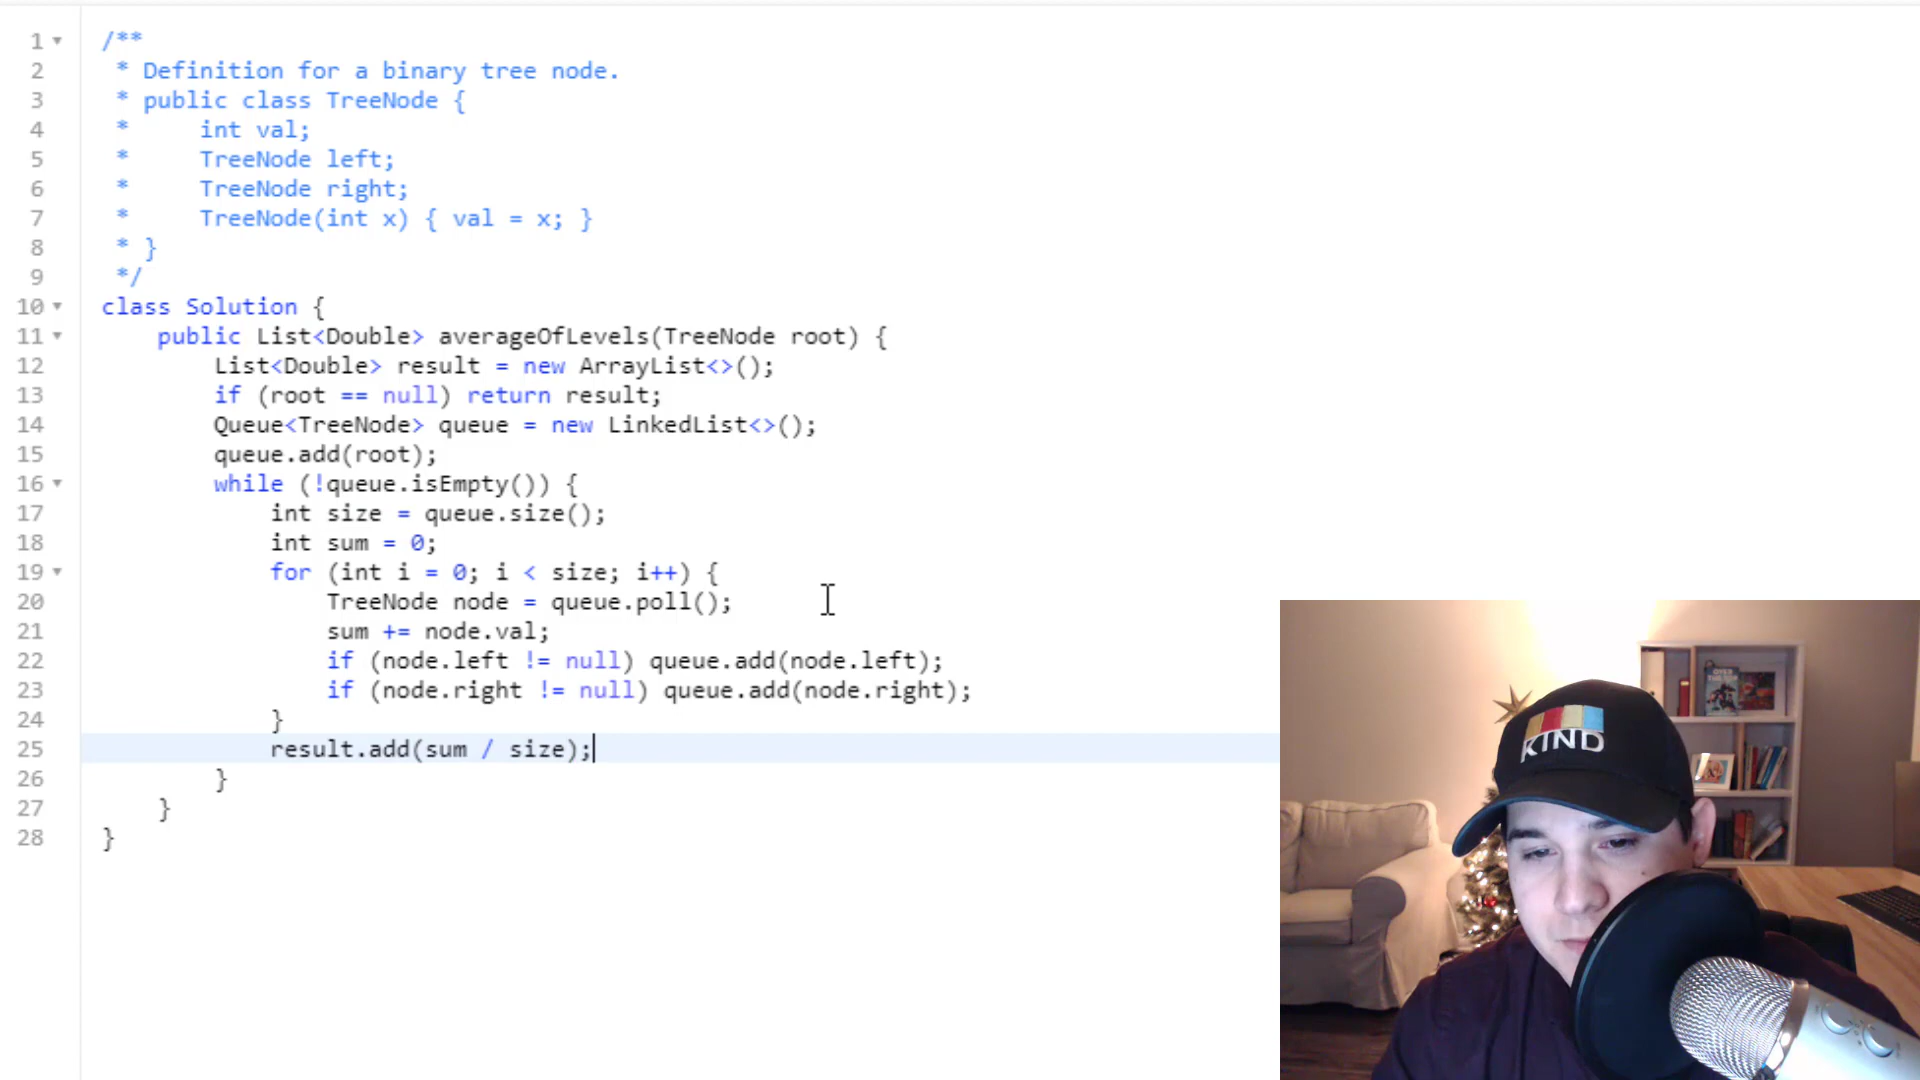 1 /**
2 * Definition for a binary tree node.
3 * public class TreeNode {
4 *     int val;
5 *     TreeNode left;
6 *     TreeNode right;
7 *     TreeNode(int x) { val = x; }
8 * }
9 */
10 class Solution {
11     public List<Double> averageOfLevels(TreeNode root) {
12         List<Double> result = new ArrayList<>();
13         if (root == null) return result;
14         Queue<TreeNode> queue = new LinkedList<>();
15         queue.add(root);
16         while (!queue.isEmpty()) {
17             int size = queue.size();
18             int sum = 0;
19             for (int i = 0; i < size; i++) {
20                 TreeNode node = queue.poll();
21                 sum += node.val;
22                 if (node.left != null) queue.add(node.left);
23                 if (node.right != null) queue.add(node.right);
24             }
25             result.add(sum / size);
26         }
27     }
28 }
KIND